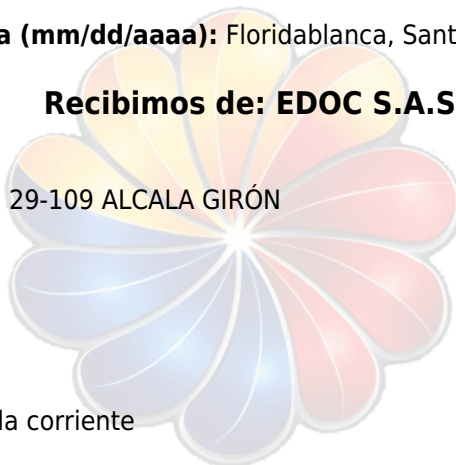 a (mm/dd/aaaa): Floridablanca, Sant
Recibimos de: EDOC S.A.S
29-109 ALCALA GIRÓN
la corriente